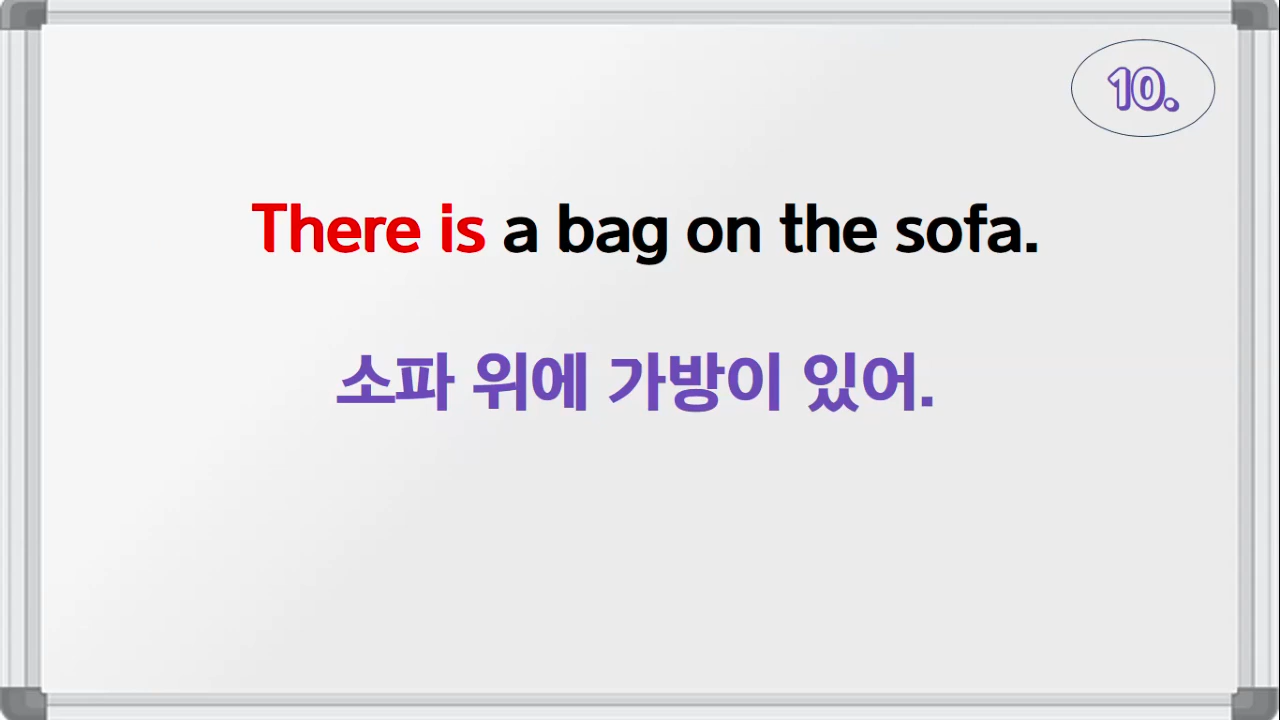 10.
There is a bag on the sofa.
소파 위에 가방이 있어.